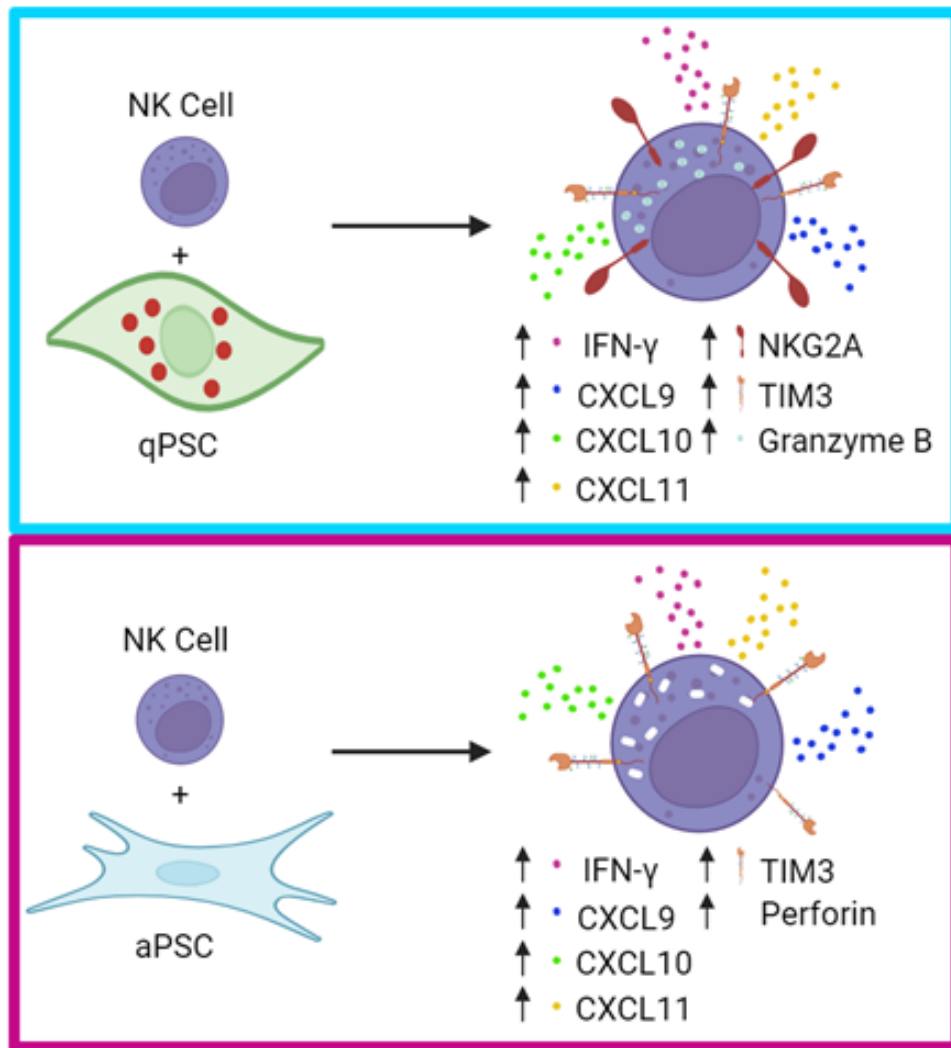 NK Cell
+
qPSC
↑ IFN-γ ↑ NKG2A
↑ CXCL9 ↑ TIM3
↑ CXCL10 ↑ Granzyme B
↑ CXCL11
NK Cell
+
aPSC
↑ IFN-γ ↑ TIM3
↑ CXCL9 ↑ Perforin
↑ CXCL10
↑ CXCL11